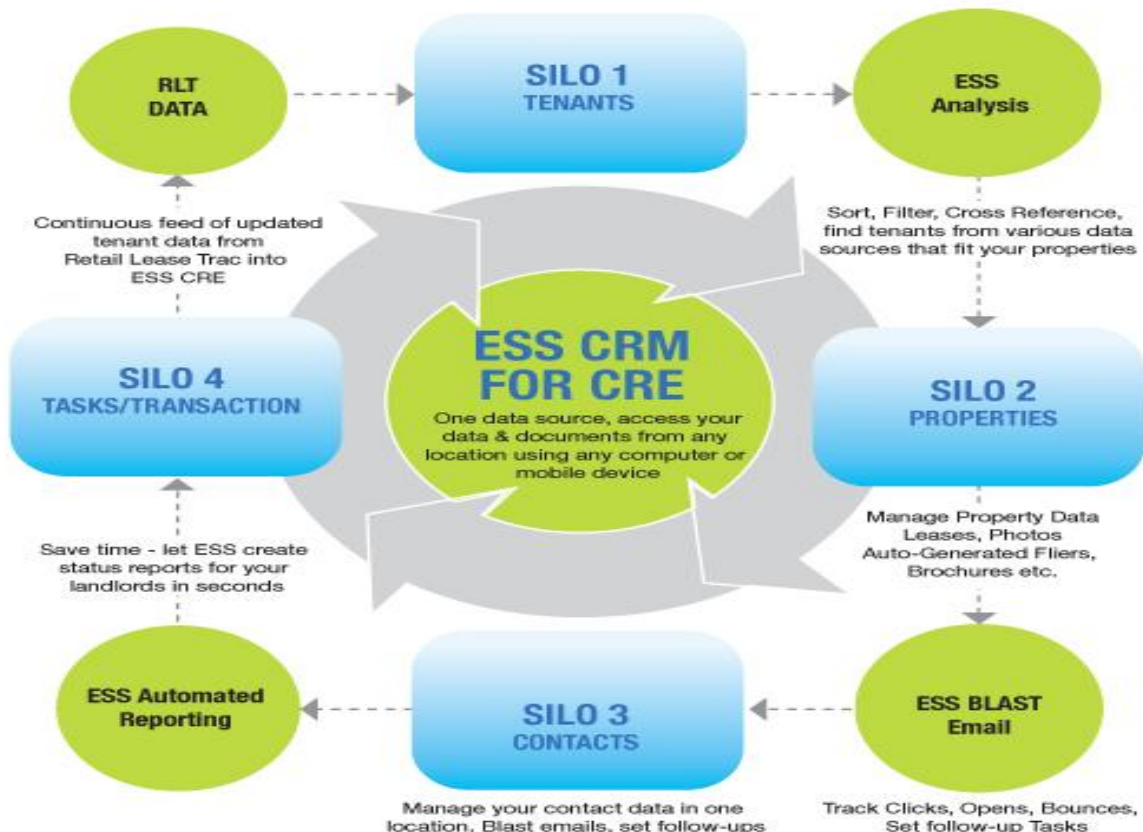 RLT
DATA
SILO 1
TENANTS
ESS
Analysis
Continuous feed of updated
tenant data from
Retail Lease Trac into
ESS CRE
Sort, Filter, Cross Reference,
find tenants from various data
sources that fit your properties
ESS CRM
FOR CRE
One data source, access your
data & documents from any
location using any computer or
mobile device
SILO 4
TASKS/TRANSACTION
SILO 2
PROPERTIES
Save time - let ESS create
status reports for your
landlords in seconds
Manage Property Data
Leases, Photos
Auto-Generated Fliers,
Brochures etc.
ESS Automated
Reporting
SILO 3
CONTACTS
ESS BLAST
Email
Manage your contact data in one
location, Blast emails, set follow-ups
Track Clicks, Opens, Bounces,
Set follow-up Tasks